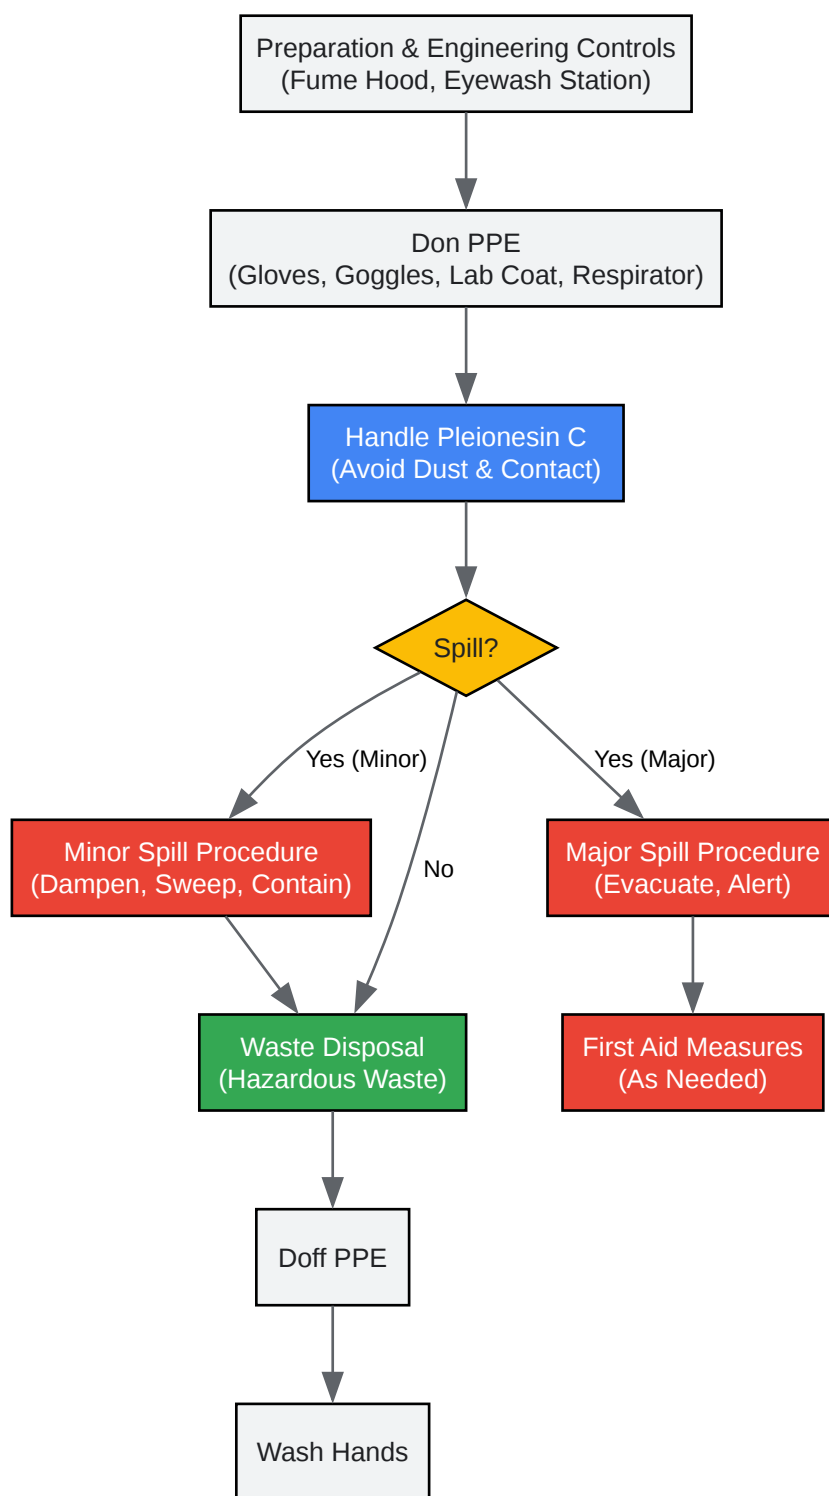 Preparation & Engineering Controls
(Fume Hood, Eyewash Station)
Don PPE
(Gloves, Goggles, Lab Coat, Respirator)
Handle Pleionesin C
(Avoid Dust & Contact)
Spill?
Yes (Minor)
Yes (Major)
Minor Spill Procedure
(Dampen, Sweep, Contain)
No
Major Spill Procedure
(Evacuate, Alert)
Waste Disposal
(Hazardous Waste)
First Aid Measures
(As Needed)
Doff PPE
Wash Hands